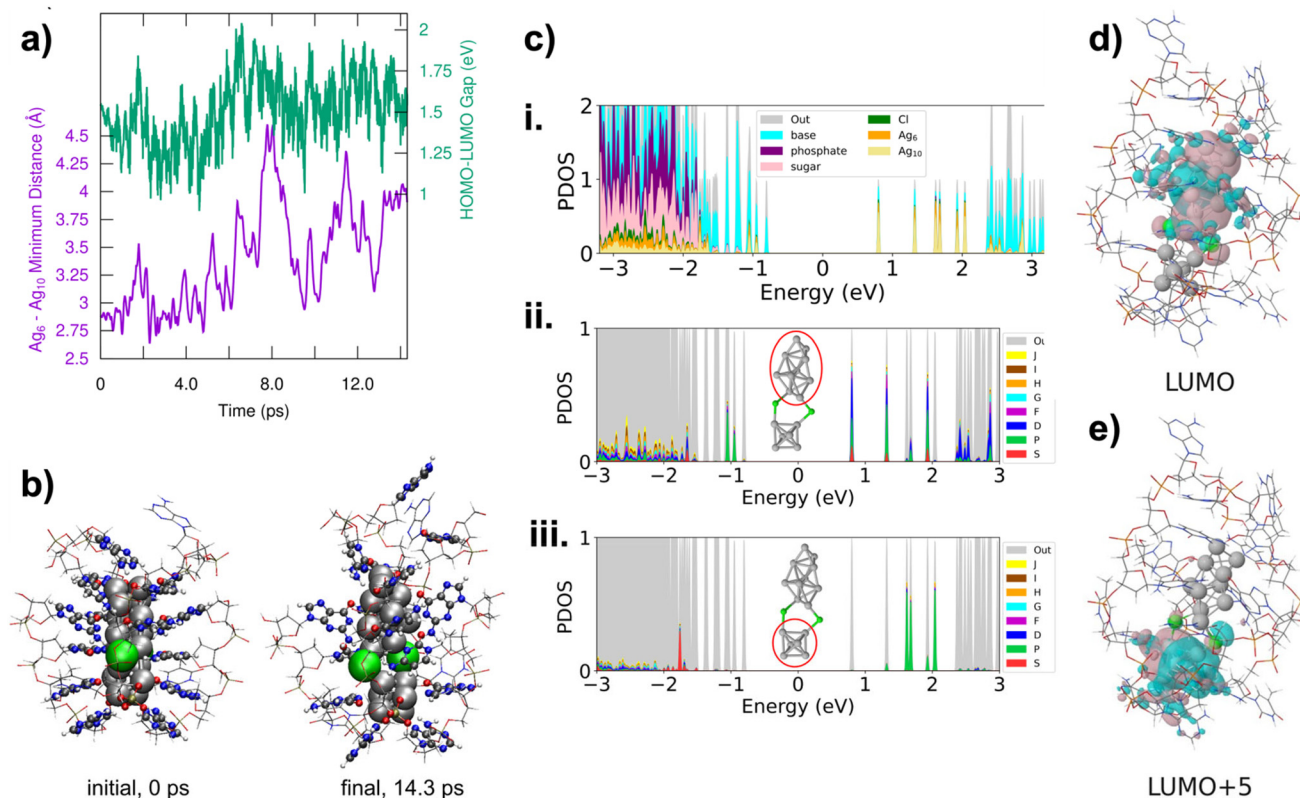 a)
Ag6 - Ag10 Minimum Distance (Å)
4.5
4.25
4
3.75
3.5
3.25
3
2.75
2.5
2
1.75
1.5
1.25
1
HOMO-LUMO Gap (eV)
0 4.0 8.0 12.0
Time (ps)
b)
initial, 0 ps
final, 14.3 ps
c)
i.
PDOS
2
1
0
Out
base
phosphate
sugar
Cl
Ag6
Ag10
−3 −2 −1 0 1 2 3
Energy (eV)
ii.
PDOS
1
0
J
I
H
G
F
D
P
S
−3 −2 −1 0 1 2 3
Energy (eV)
iii.
PDOS
1
0
Out
J
I
H
G
F
D
P
S
−3 −2 −1 0 1 2 3
Energy (eV)
d)
LUMO
e)
LUMO+5